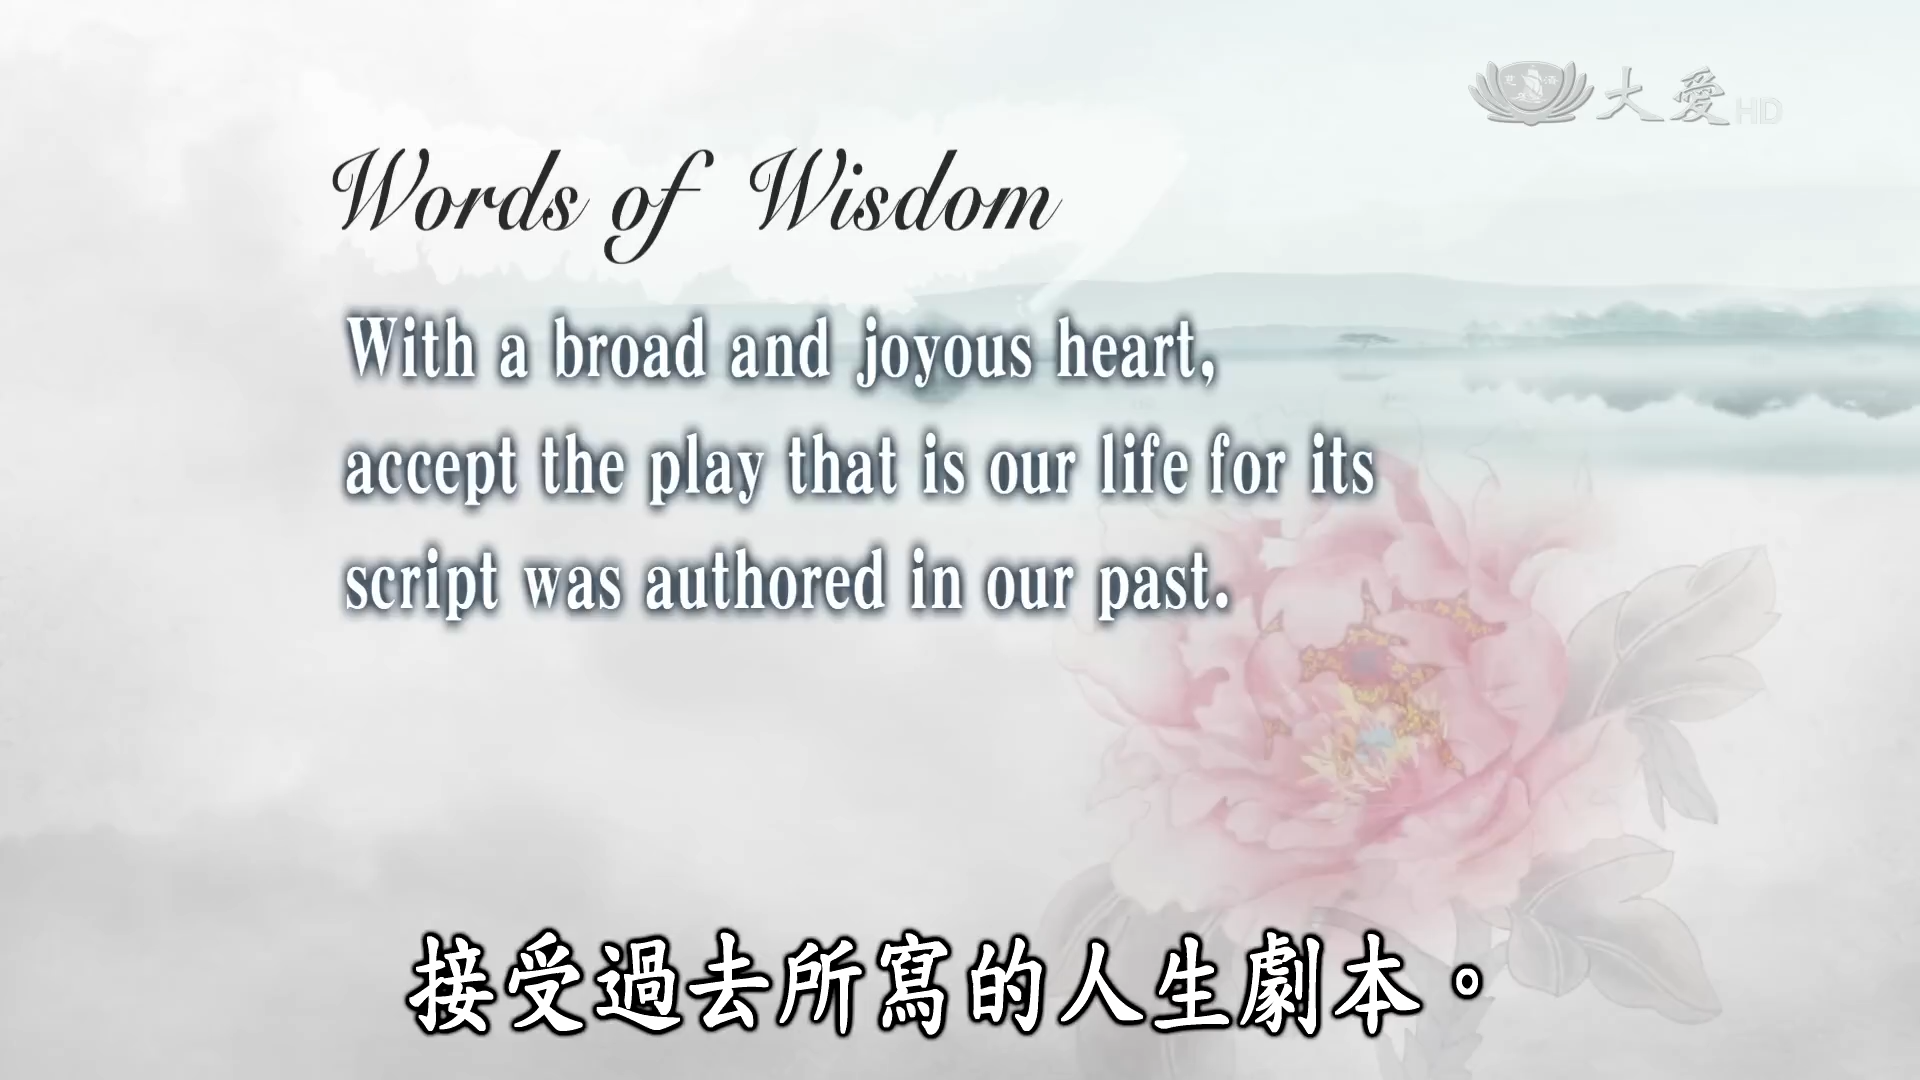 大愛HD
Words of Wisdom
With a broad and joyous heart,
accept the play that is our life for its
script was authored in our past.
接受過去所寫的人生劇本。